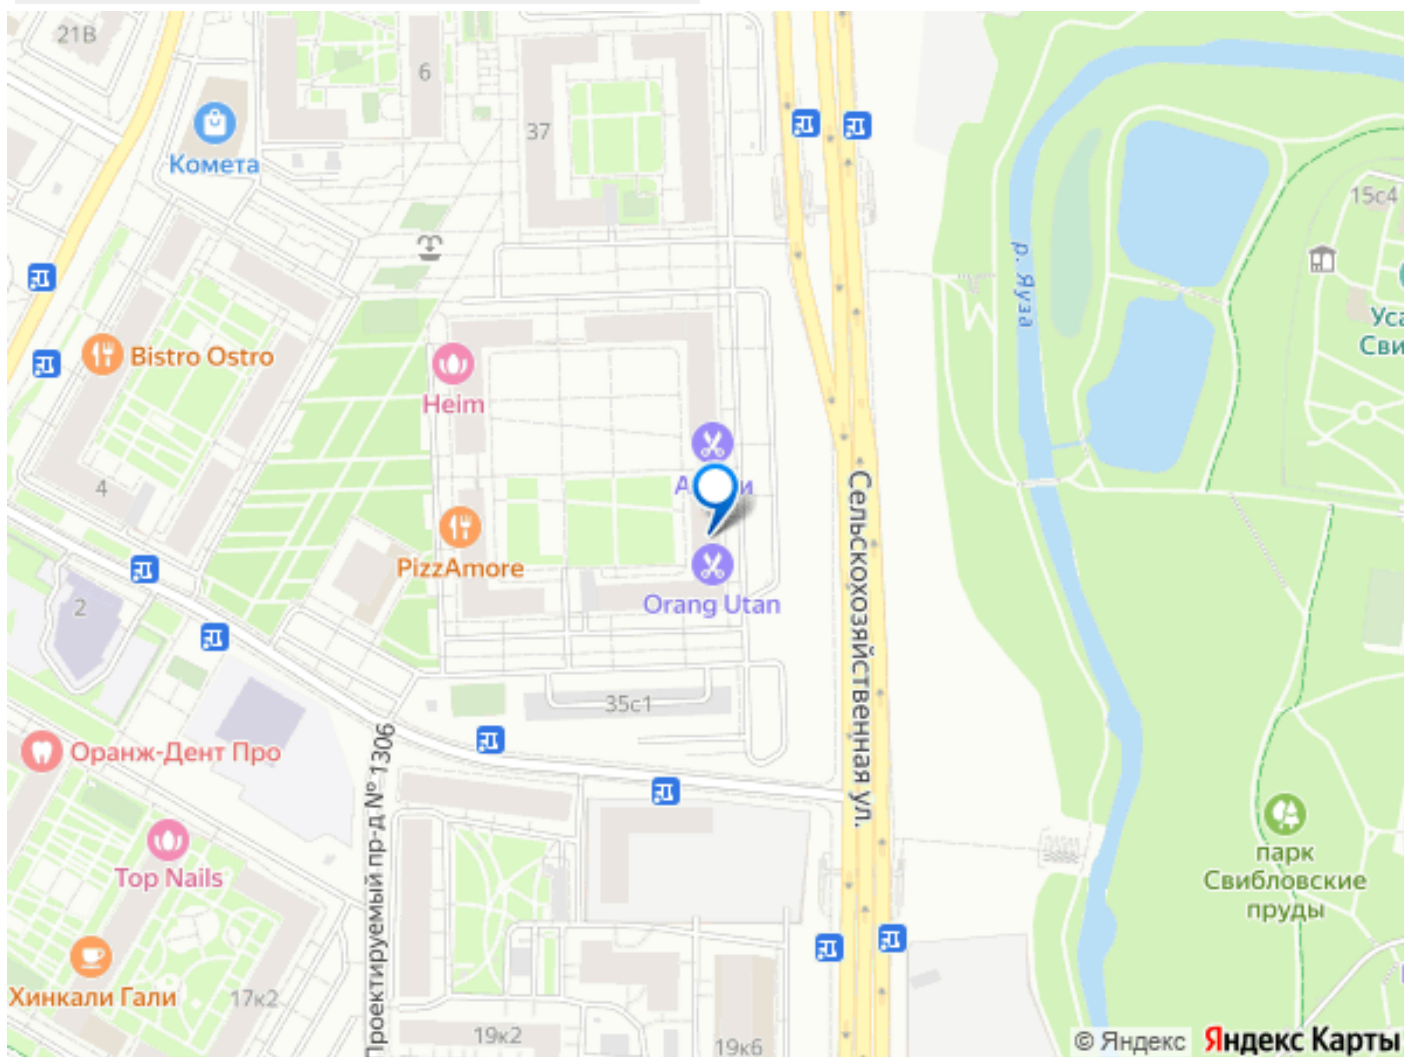 21В
6
37
Комета
15с4
р. Яуза
Bistro Ostro
Heim
4
PizzAmore
Orang Utan
Сельскохозяйственная ул.
2
35с1
Оранж-Дент Про
Проектируемый пр-д № 1306
Top Nails
парк
Свибловские
пруды
Хинкали Гали
17к2
19к2
19к6
© Яндекс
Яндекс Карты